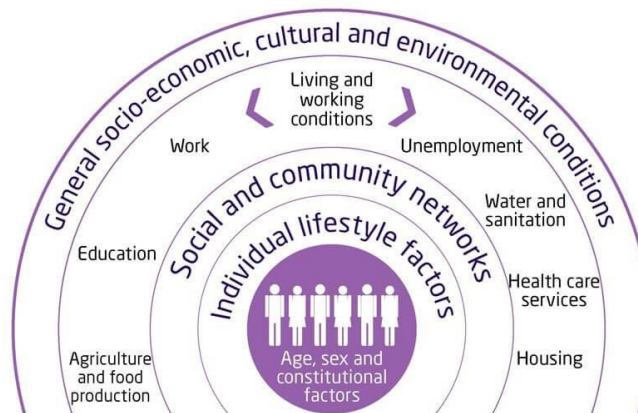 General socio-economic, cultural and environmental conditions
Living and
working
conditions
Work
Unemployment
Water and
sanitation
Education
Health care
services
Agriculture
and food
production
Housing
Social and community networks
Individual lifestyle factors
Age, sex and
constitutional
factors